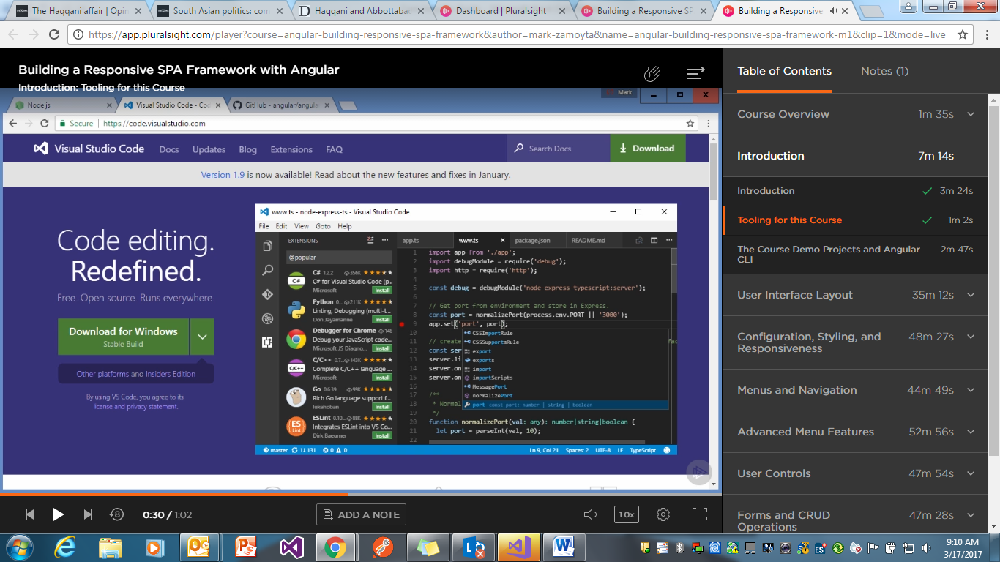 The Haqqani affair | Opin
South Asian politics: com
Haqqani and Abbottabad
Dashboard | Pluralsight
Building a Responsive SP
Building a Responsive
https://app.pluralsight.com/player?course=angular-building-responsive-spa-framework&author=mark-zamoyta&name=angular-building-responsive-spa-framework-m1&clip=1&mode=live
Building a Responsive SPA Framework with Angular
Introduction: Tooling for this Course
Mark
Node.js
Visual Studio Code - Cod
GitHub - angular/angula
Secure
https://code.visualstudio.com
Visual Studio Code
Docs
Updates
Blog
Extensions
FAQ
Search Docs
Download
Version 1.9 is now available! Read about the new features and fixes in January.
Code editing.
Redefined.
Free. Open source. Runs everywhere.
Download for Windows
Stable Build
Other platforms and Insiders Edition
By using VS Code, you agree to its
license and privacy statement.
www.ts - node-express-ts - Visual Studio Code
File Edit View Goto Help
EXTENSIONS
@popular
C# 1.2.2 356K
C# for Visual Studio Code (p...
Microsoft
Install
Python 0... 211K
Linting, Debugging (multi-t...
Don Jayamanne
Install
Debugger for Chrome 148
Debug your JavaScript code...
Microsoft JS Diagno...
Install
C/C++ 0.7... 143K
Complete C/C++ language ...
Microsoft
Install
Go 0.6.39 99K
Rich Go language support f...
lukehoban
Install
ESLint 0.10... 88K
Integrates ESLint into VS Co...
Dirk Baeumer
Install
app.ts
www.ts
package.json
README.md
1 import app from './app';
2 import debugModule = require('debug');
3 import http = require('http');
4
5 const debug = debugModule('node-express-typescript:server');
6
7 // Get port from environment and store in Express.
8 const port = normalizePort(process.env.PORT || '3000');
9 app.set('port', port);
10
11 // create
12 const ser
13 server.li
14 server.on
15 server.on
16
17 /**
18 * Normal
19 */
20 function normalizePort(val: any): number|string|boolean {
21 let port = parseInt(val, 10);
22
CSSImportRule
CSSSupportsRule
export
exports
import
importScripts
MessagePort
normalizePort
port const port: number | string | boolean
master
1↓ 131
0
0
Ln 9, Col 21
Spaces: 2
UTF-8
LF
TypeScript
0:30 / 1:02
ADD A NOTE
1.0x
Table of Contents
Notes (1)
Course Overview
1m 35s
Introduction
7m 14s
Introduction
3m 24s
Tooling for this Course
1m 2s
The Course Demo Projects and Angular
CLI
2m 47s
User Interface Layout
35m 12s
Configuration, Styling, and
Responsiveness
48m 27s
Menus and Navigation
44m 49s
Advanced Menu Features
52m 56s
User Controls
47m 54s
Forms and CRUD
Operations
47m 28s
9:10 AM
3/17/2017